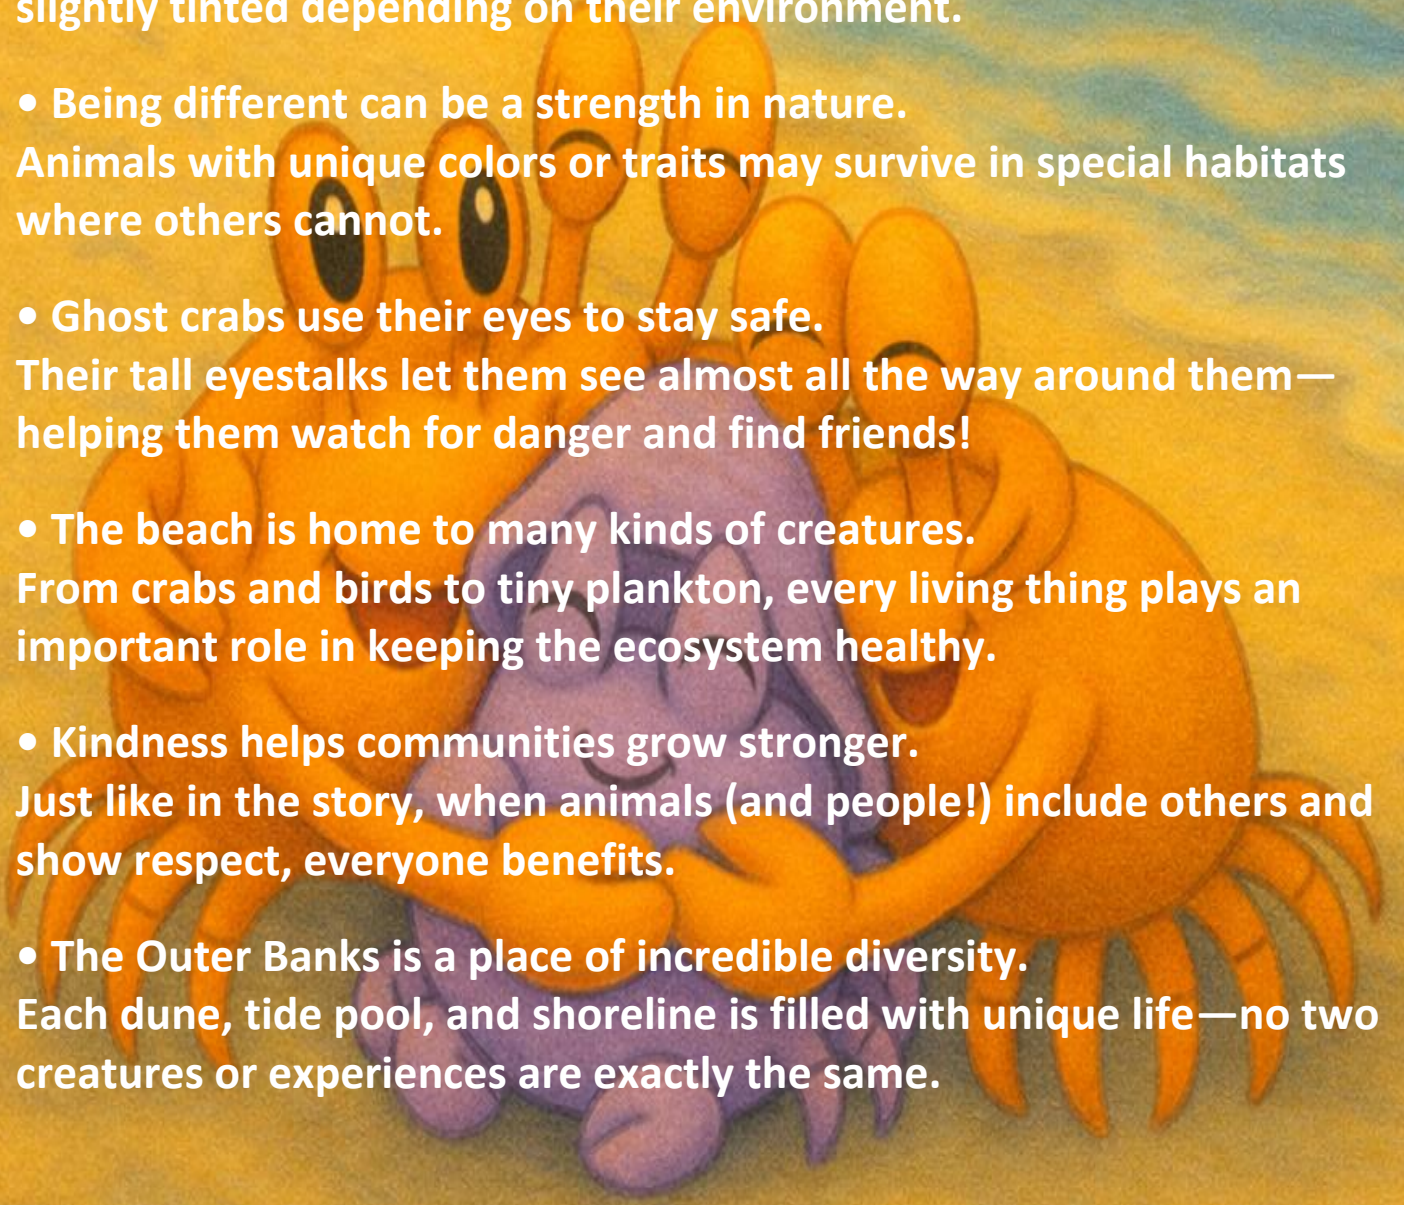 slightly tinted depending on their environment.
• Being different can be a strength in nature.
Animals with unique colors or traits may survive in special habitats
where others cannot.
• Ghost crabs use their eyes to stay safe.
Their tall eyestalks let them see almost all the way around them—
helping them watch for danger and find friends!
• The beach is home to many kinds of creatures.
From crabs and birds to tiny plankton, every living thing plays an
important role in keeping the ecosystem healthy.
• Kindness helps communities grow stronger.
Just like in the story, when animals (and people!) include others and
show respect, everyone benefits.
• The Outer Banks is a place of incredible diversity.
Each dune, tide pool, and shoreline is filled with unique life—no two
creatures or experiences are exactly the same.